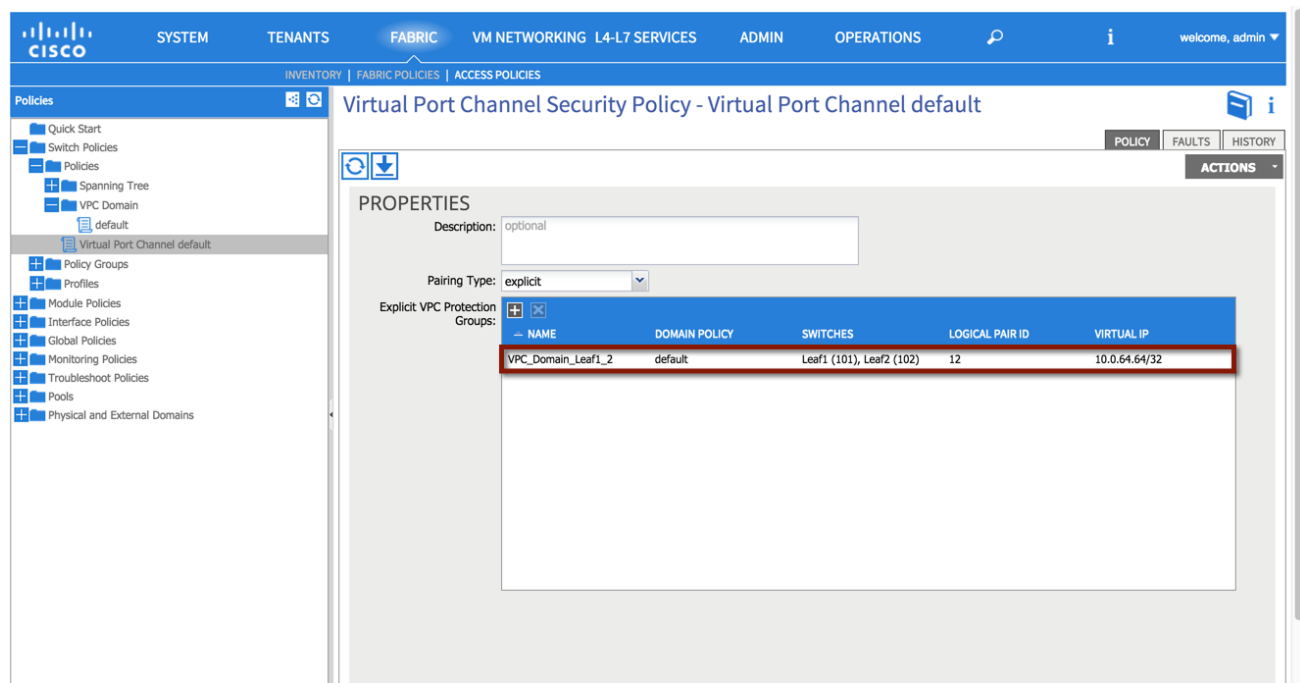 CISCO
SYSTEM TENANTS FABRIC VM NETWORKING L4-L7 SERVICES ADMIN OPERATIONS i welcome, admin
INVENTORY | FABRIC POLICIES | ACCESS POLICIES
Policies
Quick Start
Switch Policies
Policies
Spanning Tree
VPC Domain
default
Virtual Port Channel default
Policy Groups
Profiles
Module Policies
Interface Policies
Global Policies
Monitoring Policies
Troubleshoot Policies
Pools
Physical and External Domains
Virtual Port Channel Security Policy - Virtual Port Channel default i
POLICY FAULTS HISTORY
ACTIONS
PROPERTIES
Description: optional
Pairing Type: explicit
Explicit VPC Protection
Groups:
NAME DOMAIN POLICY SWITCHES LOGICAL PAIR ID VIRTUAL IP
VPC_Domain_Leaf1_2 default Leaf1 (101), Leaf2 (102) 12 10.0.64.64/32